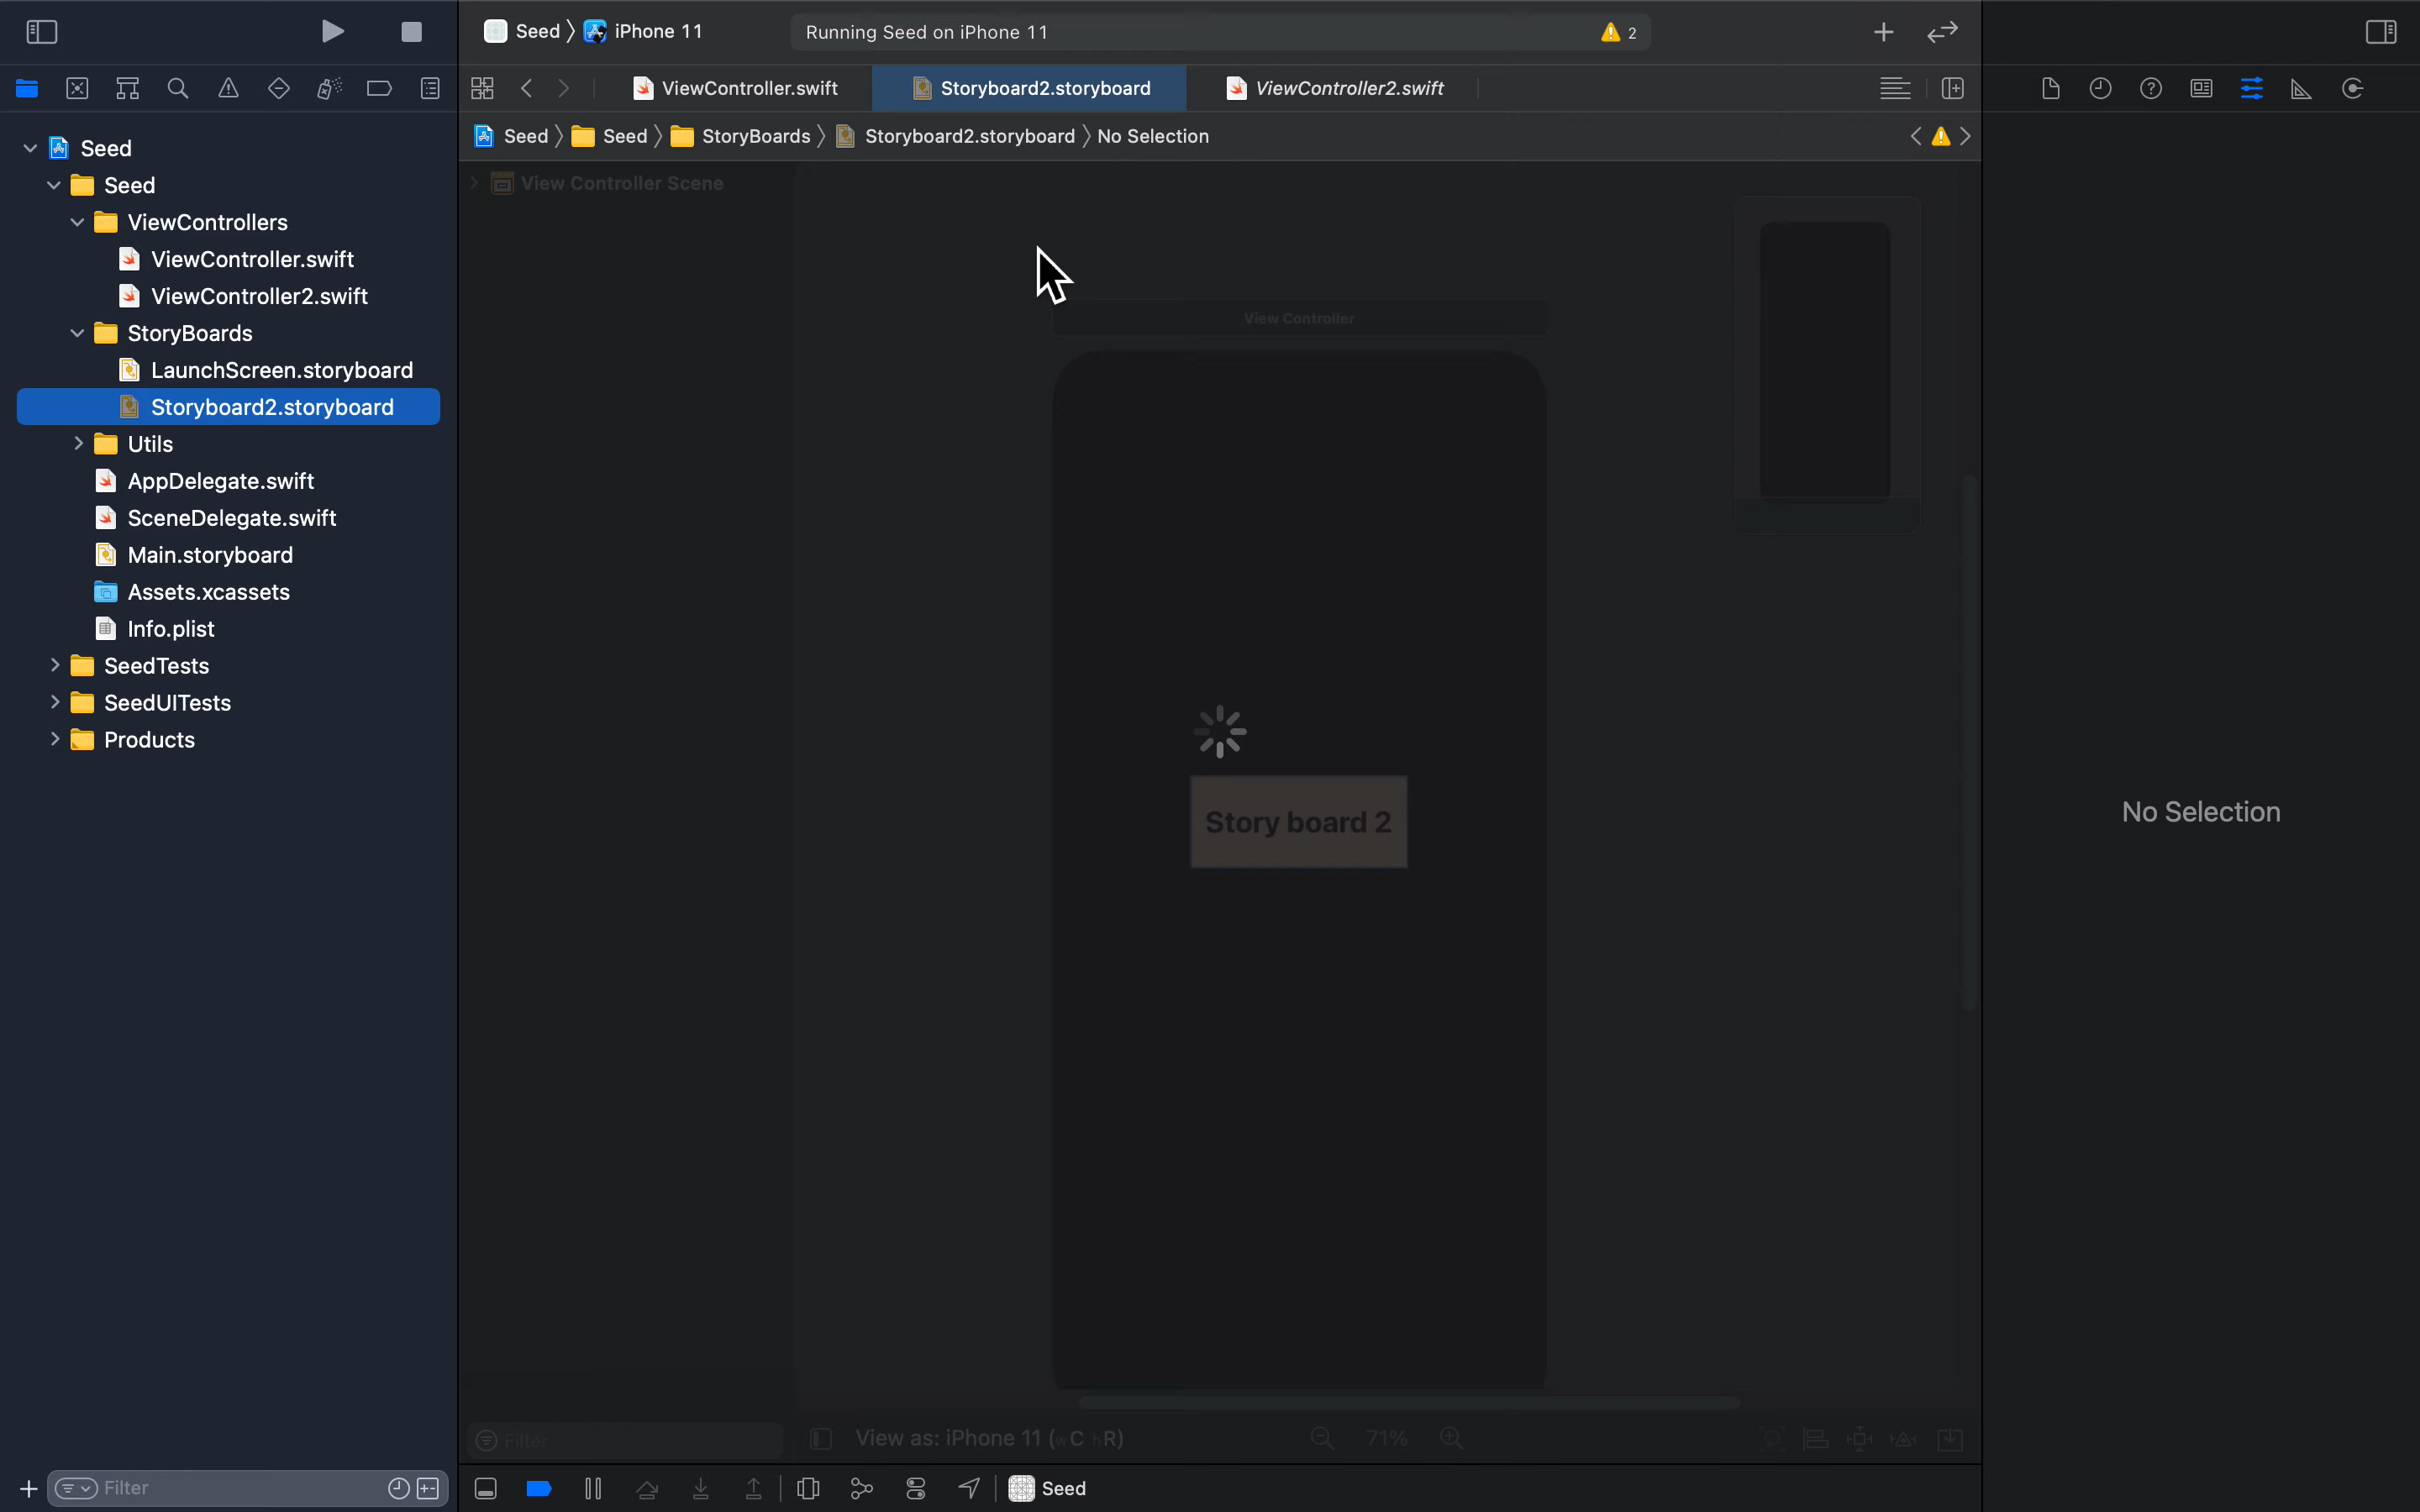 Seed
iPhone 11
Running Seed on iPhone 11
2
ViewController.swift
Storyboard2.storyboard
ViewController2.swift
Seed
Seed
StoryBoards
Storyboard2.storyboard
No Selection
Seed
Seed
ViewControllers
ViewController.swift
ViewController2.swift
StoryBoards
LaunchScreen.storyboard
Storyboard2.storyboard
Utils
AppDelegate.swift
SceneDelegate.swift
Main.storyboard
Assets.xcassets
Info.plist
SeedTests
SeedUITests
Products
Filter
View Controller Scene
Filter
View Controller
Story board 2
View as: iPhone 11 (wC hR)
71%
Seed
No Selection